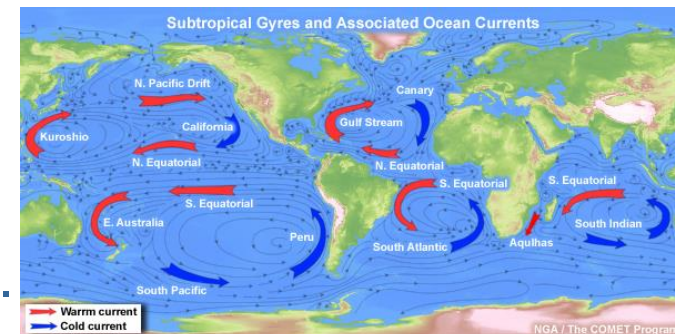 Subtropical Gyres and Associated Ocean Currents
N. Pacific Drift
Canary
California
Gulf Stream
Kuroshio
N. Equatorial
N. Equatorial
S. Equatorial
S. Equatorial
S. Equatorial
E. Australia
Peru
South Indian
South Atlantic
Aqulhas
South Pacific
Warrm current
Cold current
NGA / The COMET Program